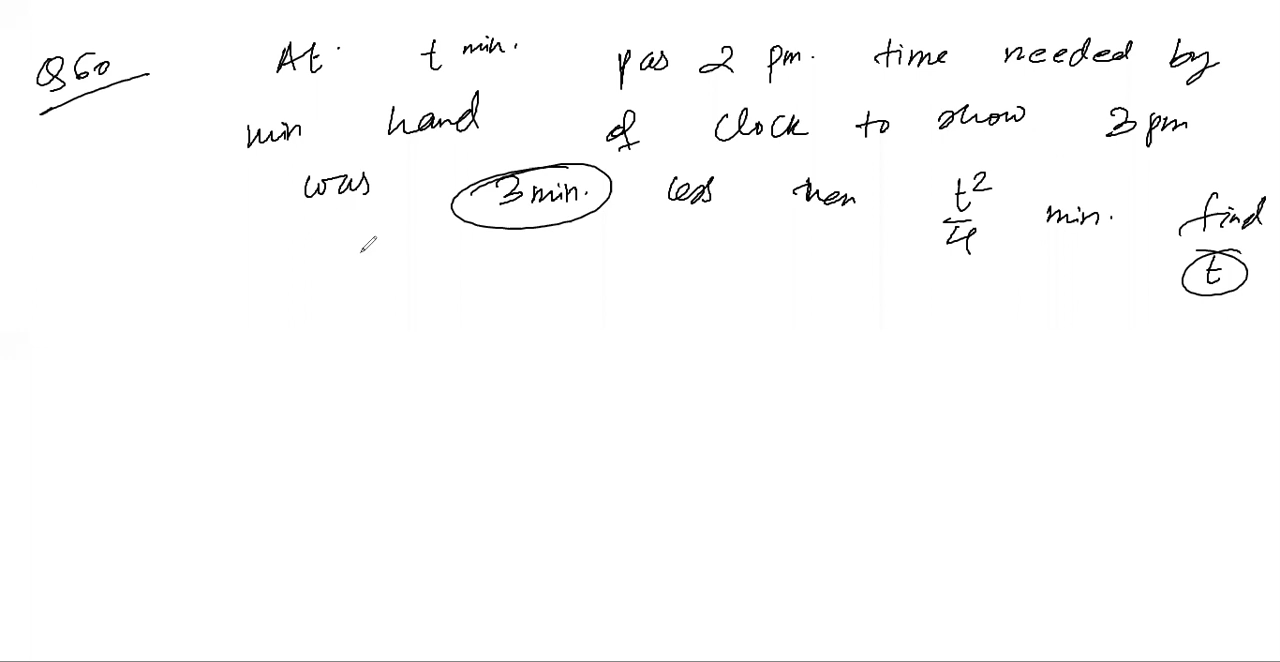 Q60 At t min. pas 2 pm. time needed by
min hand of clock to show 3 pm
was 3 min. less then t²/4 min. find
t